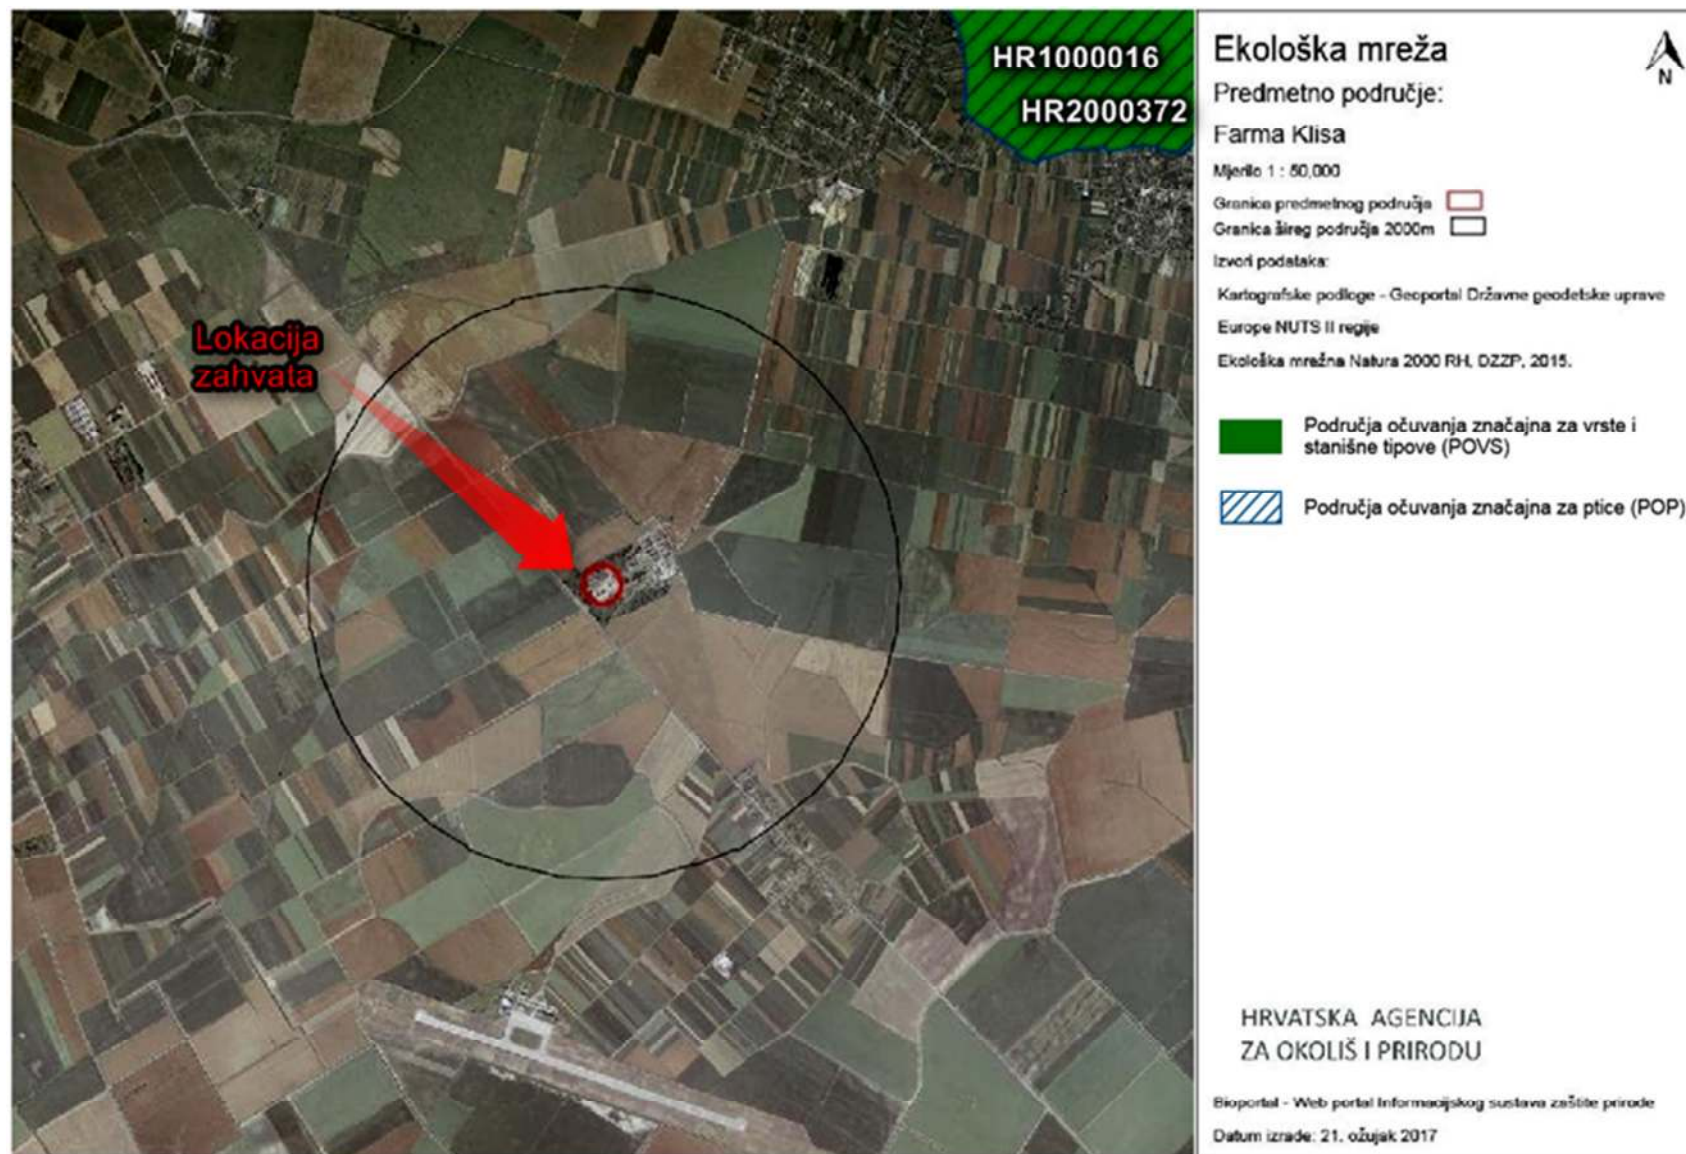 HR1000016
HR2000372
Lokacija
zahvata
Ekološka mreža
N
Predmetno područje:
Farma Klisa
Mjerilo 1 : 50,000
Granica predmetnog područja
Granica šireg područja 2000m
Izvori podataka:
Kartografske podloge - Geoportal Državne geodetske uprave
Europe NUTS II regije
Ekološka mrežna Natura 2000 RH, DZZP, 2015.
Područja očuvanja značajna za vrste i
stanišne tipove (POVS)
Područja očuvanja značajna za ptice (POP)
HRVATSKA AGENCIJA
ZA OKOLIŠ I PRIRODU
Bioportal - Web portal Informacijskog sustava zaštite prirode
Datum izrade: 21. ožujak 2017